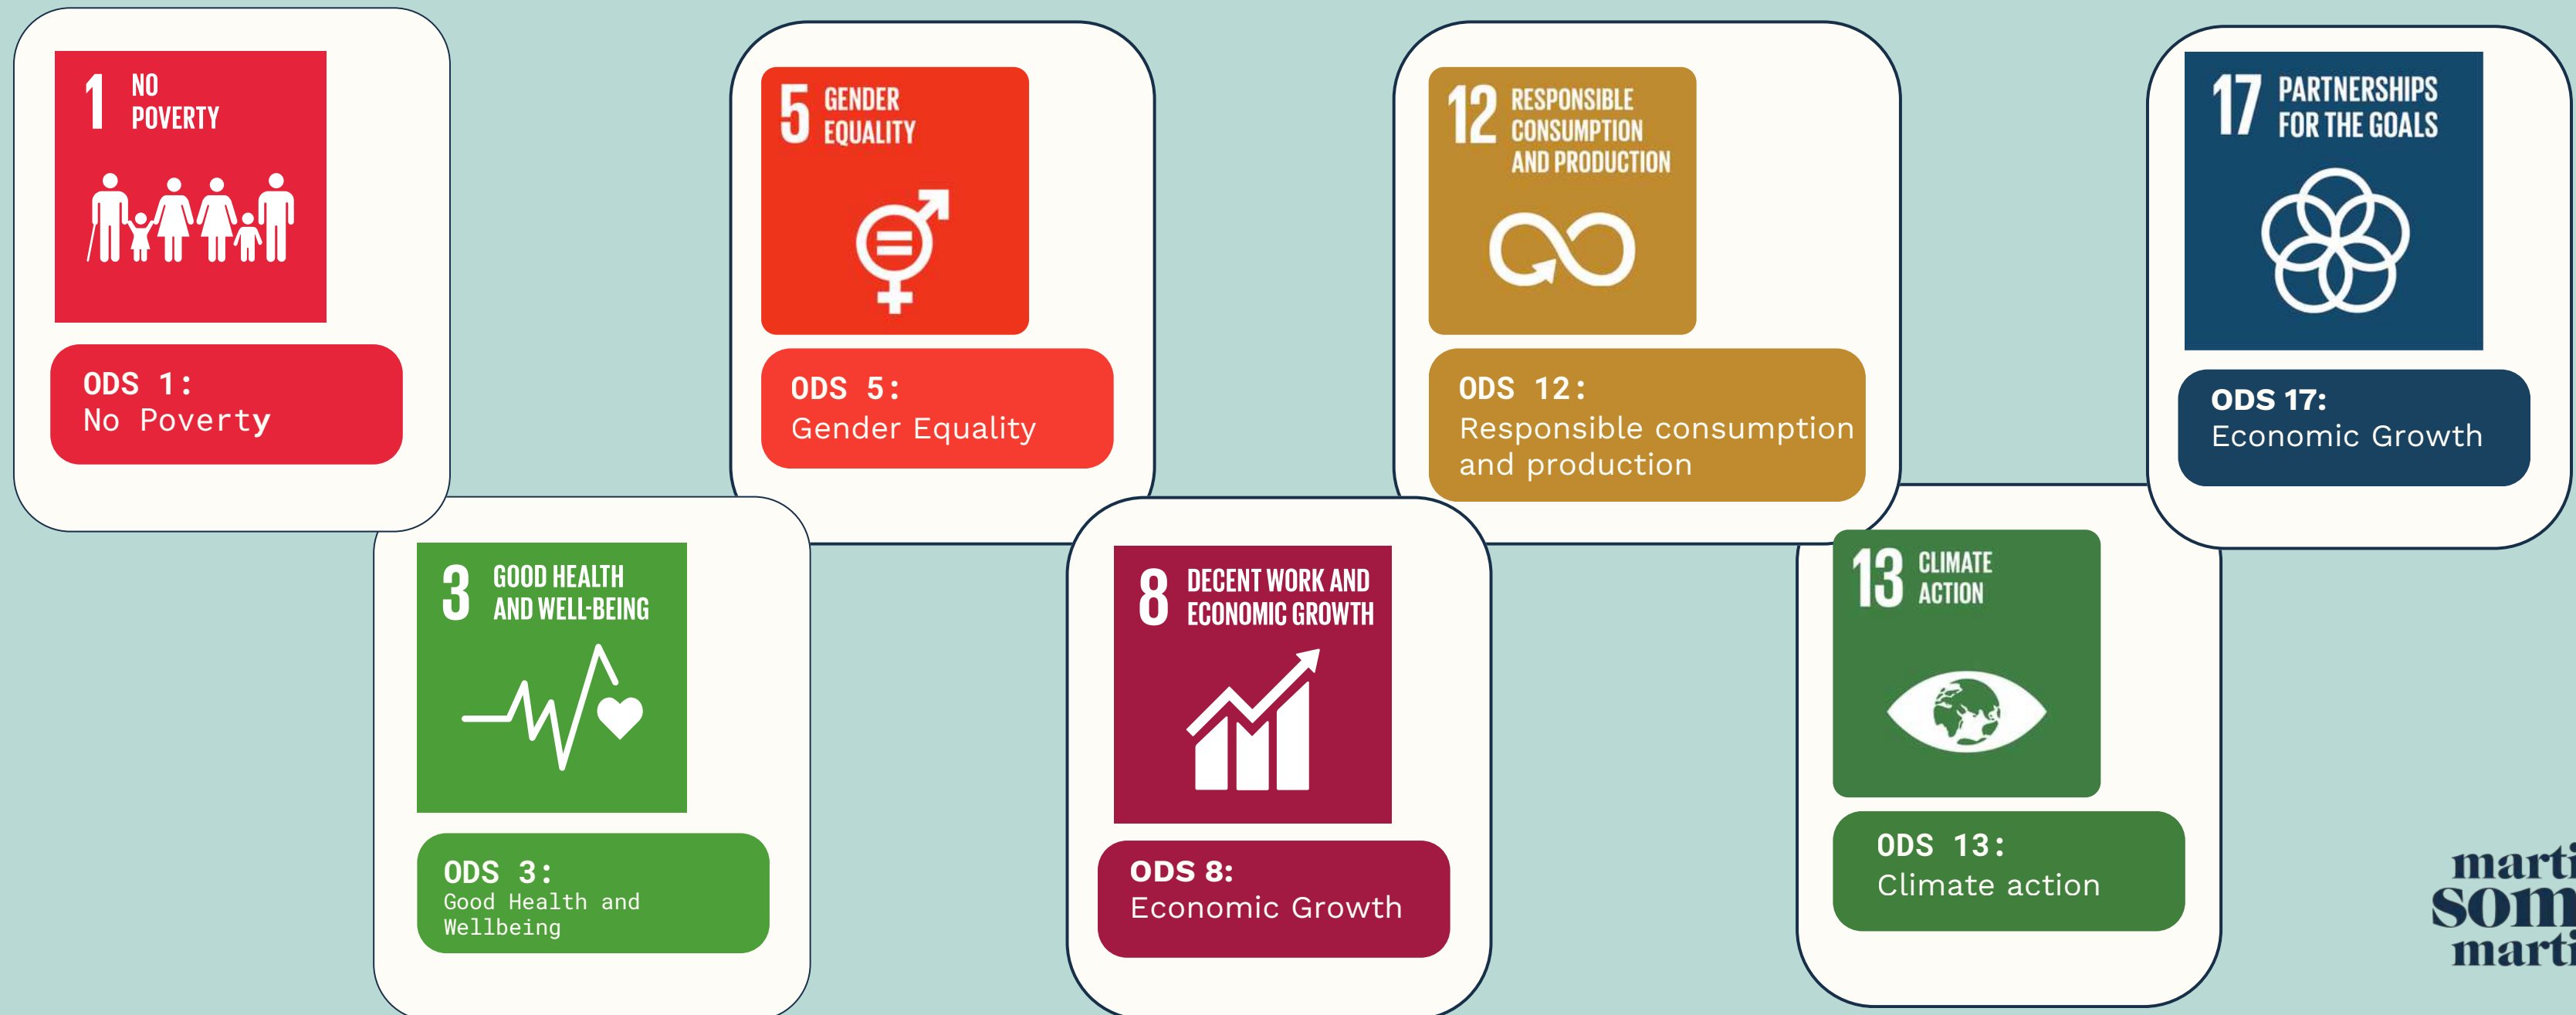 1 NO
POVERTY
ODS 1:
No Poverty
3 GOOD HEALTH
AND WELL-BEING
ODS 3:
Good Health and
Wellbeing
5 GENDER
EQUALITY
ODS 5:
Gender Equality
8 DECENT WORK AND
ECONOMIC GROWTH
ODS 8:
Economic Growth
12 RESPONSIBLE
CONSUMPTION
AND PRODUCTION
ODS 12:
Responsible consumption
and production
13 CLIMATE
ACTION
ODS 13:
Climate action
17 PARTNERSHIPS
FOR THE GOALS
ODS 17:
Economic Growth